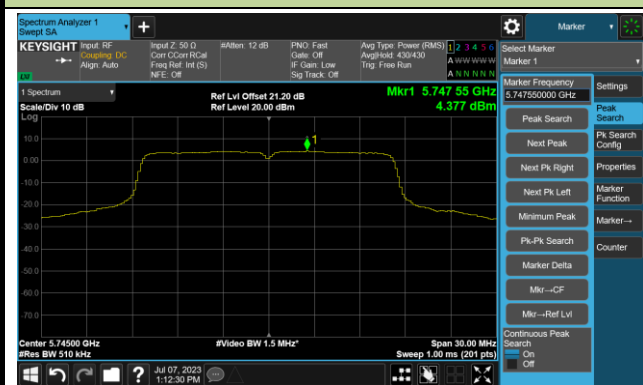 Spectrum Analyzer 1
Swept SA
+
Marker
KEYSIGHT
Input: RF
Coupling: DC
Align: Auto
Input Z: 50 Ω
Corr CCorr RCal
Freq Ref: Int (S)
NFE: Off
#Atten: 12 dB
PNO: Fast
Gate: Off
IF Gain: Low
Sig Track: Off
Avg Type: Power (RMS)
Avg|Hold: 430/430
Trig: Free Run
1 2 3 4 5 6
A W W W W W
A N N N N N
Select Marker
Marker 1
1 Spectrum
Scale/Div 10 dB
Log
Ref Lvl Offset 21.20 dB
Ref Level 20.00 dBm
Mkr1 5.747 55 GHz
4.377 dBm
1
10.0
0.00
-10.0
-20.0
-30.0
-40.0
-50.0
-60.0
-70.0
Center 5.74500 GHz
#Res BW 510 kHz
#Video BW 1.5 MHz*
Span 30.00 MHz
Sweep 1.00 ms (201 pts)
Marker Frequency
5.747550000 GHz
Peak Search
Next Peak
Next Pk Right
Next Pk Left
Minimum Peak
Pk-Pk Search
Marker Delta
Mkr→CF
Mkr→Ref Lvl
Continuous Peak
Search
On
Off
Settings
Peak
Search
Pk Search
Config
Properties
Marker
Function
Marker→
Counter
?
Jul 07, 2023
1:12:30 PM